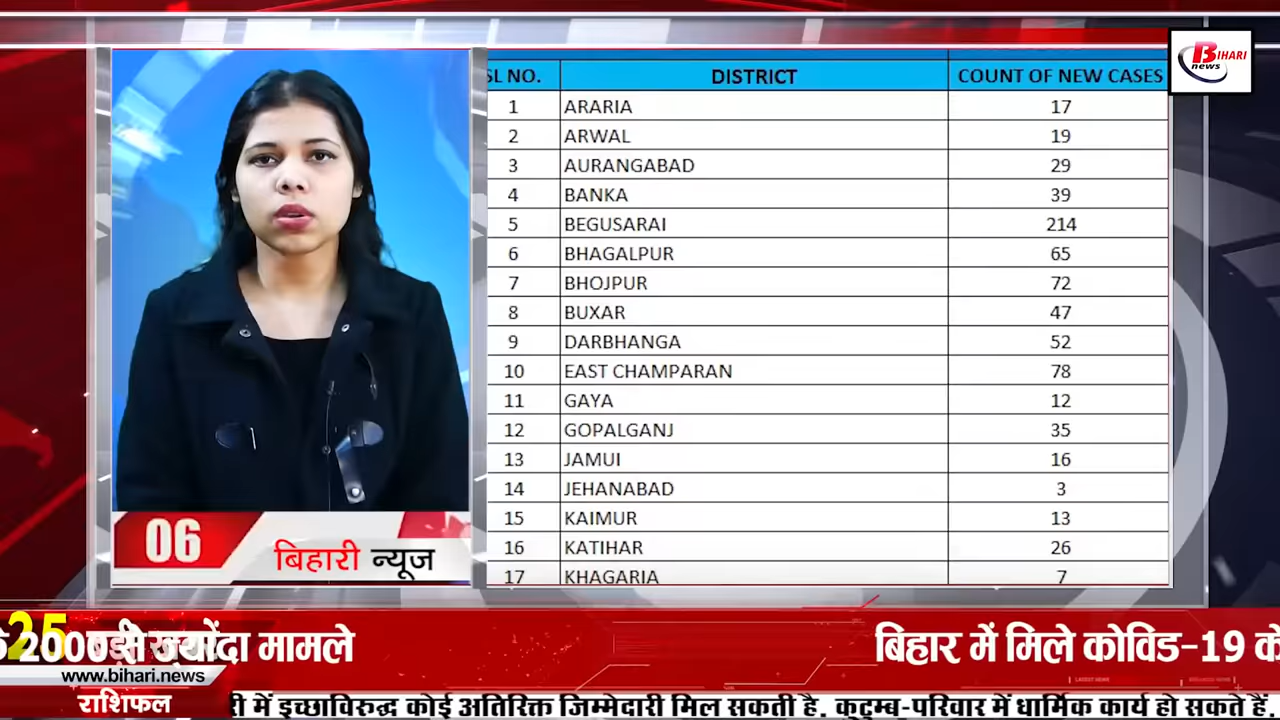 BIHARI
news
SL NO. DISTRICT COUNT OF NEW CASES
1 ARARIA 17
2 ARWAL 19
3 AURANGABAD 29
4 BANKA 39
5 BEGUSARAI 214
6 BHAGALPUR 65
7 BHOJPUR 72
8 BUXAR 47
9 DARBHANGA 52
10 EAST CHAMPARAN 78
11 GAYA 12
12 GOPALGANJ 35
13 JAMUI 16
14 JEHANABAD 3
15 KAIMUR 13
16 KATIHAR 26
17 KHAGARIA 7
06
बिहारी न्यूज
25
2000 से ज्यादा मामले बिहार में मिले कोविड-19 के
www.bihari.news
राशिफल
री में इच्छाविरुद्ध कोई अतिरिक्त जिम्मेदारी मिल सकती है. कुटुम्ब-परिवार में धार्मिक कार्य हो सकते हैं.